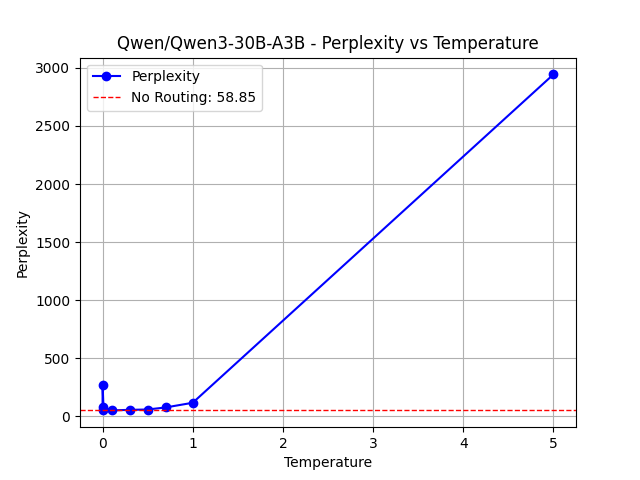 Qwen/Qwen3-30B-A3B - Perplexity vs Temperature
Perplexity
No Routing: 58.85
3000
2500
2000
1500
1000
500
0
Perplexity
0 1 2 3 4 5
Temperature